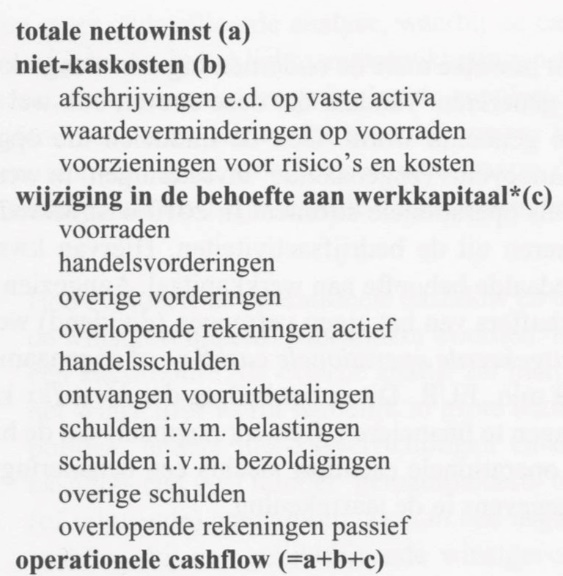 totale nettowinst (a)
niet-kaskosten (b)
afschrijvingen e.d. op vaste activa
waardeverminderingen op voorraden
voorzieningen voor risico's en kosten
wijziging in de behoefte aan werkkapitaal*(c)
voorraden
handelsvorderingen
overige vorderingen
overlopende rekeningen actief
handelsschulden
ontvangen vooruitbetalingen
schulden i.v.m. belastingen
schulden i.v.m. bezoldigingen
overige schulden
overlopende rekeningen passief
operationele cashflow (=a+b+c)